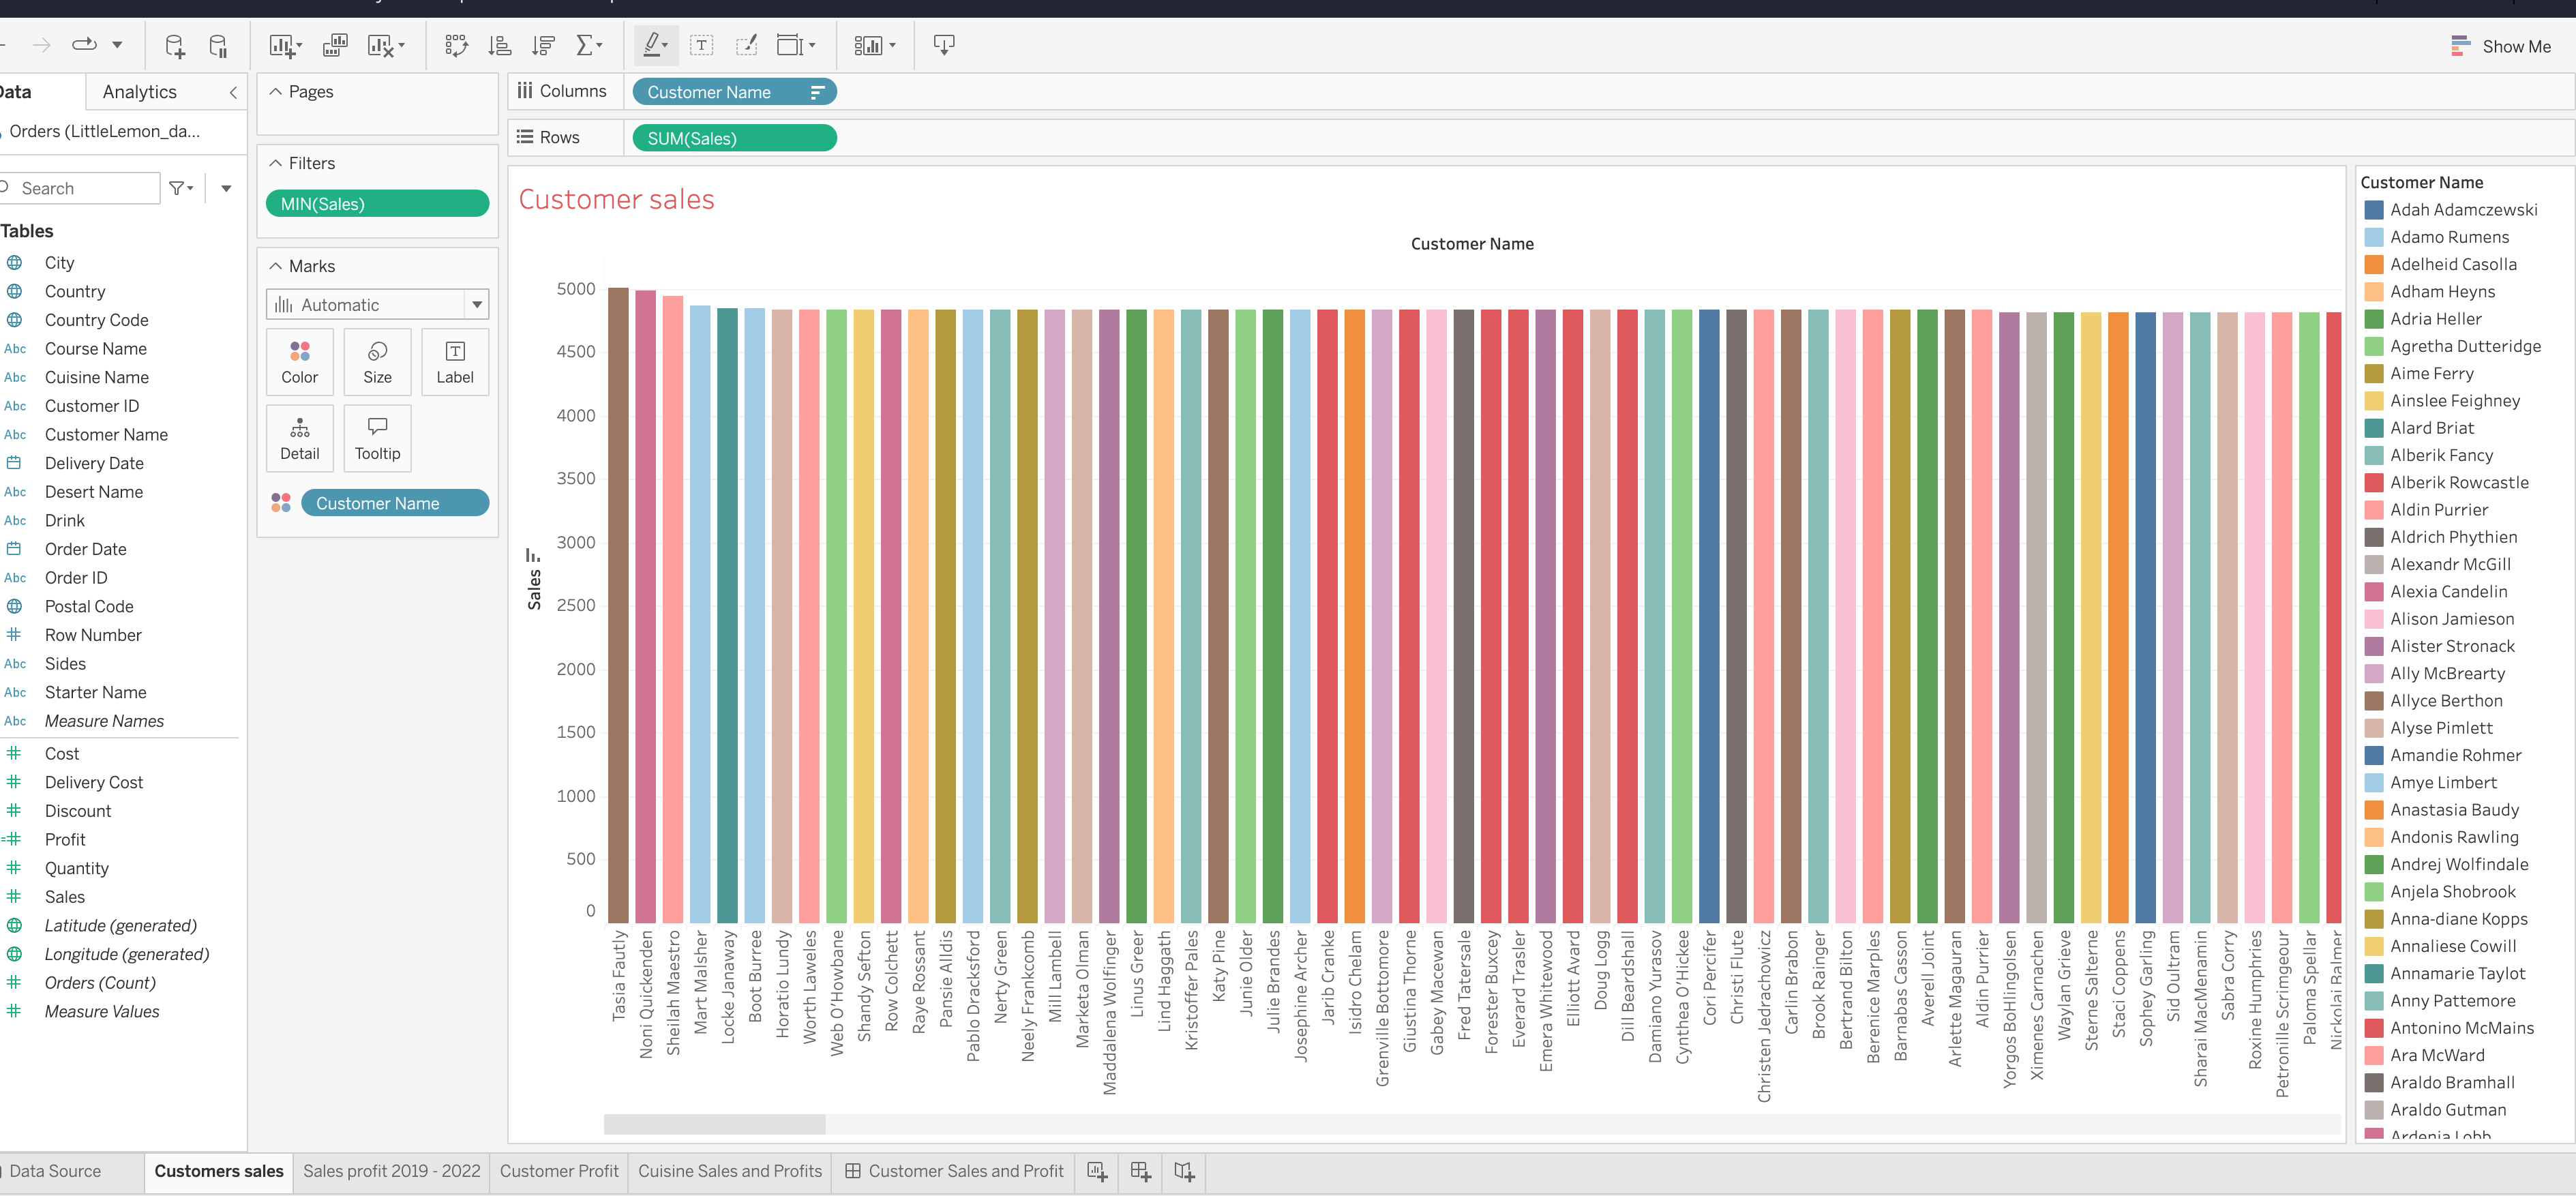 Show Me
Data
Analytics
Orders (LittleLemon_da...
Search
Tables
City
Country
Country Code
Abc Course Name
Abc Cuisine Name
Abc Customer ID
Abc Customer Name
Delivery Date
Abc Desert Name
Abc Drink
Order Date
Abc Order ID
Postal Code
Row Number
Abc Sides
Abc Starter Name
Abc Measure Names
Cost
Delivery Cost
Discount
Profit
Quantity
Sales
Latitude (generated)
Longitude (generated)
Orders (Count)
Measure Values
Pages
Filters
MIN(Sales)
Marks
Automatic
Color
Size
Label
Detail
Tooltip
Customer Name
Columns
Customer Name
Rows
SUM(Sales)
Customer sales
Customer Name
5000
4500
4000
3500
3000
2500
2000
1500
1000
500
0
Sales
Tasia Fautly
Noni Quickenden
Sheilah Maestro
Mart Malsher
Locke Janaway
Boot Burree
Horatio Lundy
Worth Laweles
Web O'Howbane
Shandy Sefton
Row Colchett
Raye Rossant
Pansie Alldis
Pablo Dracksford
Nerty Green
Neely Frankcomb
Mill Lambell
Marketa Olman
Maddalena Wolfinger
Linus Greer
Lind Haggath
Kristoffer Pales
Katy Pine
Junie Older
Julie Brandes
Josephine Archer
Jarib Cranke
Isidro Chelam
Grenville Bottomore
Giustina Thorne
Gabey Macewan
Fred Tatersale
Forester Buxcey
Everard Trasler
Emera Whitewood
Elliott Avard
Doug Logg
Dill Beardshall
Damiano Yurasov
Cynthea O'Hickee
Cori Percifer
Christi Flute
Christen Jedrachowicz
Carlin Brabon
Brook Rainger
Bertrand Bilton
Berenice Marples
Barnabas Casson
Averell Joint
Arlette Magauran
Aldin Purrier
Yorgos BoHlingolsen
Ximenes Carnachen
Waylan Grieve
Sterne Salterne
Staci Coppens
Sophey Garling
Sid Oultram
Sharai MacMenamin
Sabra Corry
Roxine Humphries
Petronille Scrimgeour
Paloma Spellar
Nickolai Balmer
Customer Name
Adah Adamczewski
Adamo Rumens
Adelheid Casolla
Adham Heyns
Adria Heller
Agretha Dutteridge
Aime Ferry
Ainslee Feighney
Alard Briat
Alberik Fancy
Alberik Rowcastle
Aldin Purrier
Aldrich Phythien
Alexandr McGill
Alexia Candelin
Alison Jamieson
Alister Stronack
Ally McBrearty
Allyce Berthon
Alyse Pimlett
Amandie Rohmer
Amye Limbert
Anastasia Baudy
Andonis Rawling
Andrej Wolfindale
Anjela Shobrook
Anna-diane Kopps
Annaliese Cowill
Annamarie Taylot
Anny Pattemore
Antonino McMains
Ara McWard
Araldo Bramhall
Araldo Gutman
Ardenia Lobb
Data Source
Customers sales
Sales profit 2019 - 2022
Customer Profit
Cuisine Sales and Profits
Customer Sales and Profit